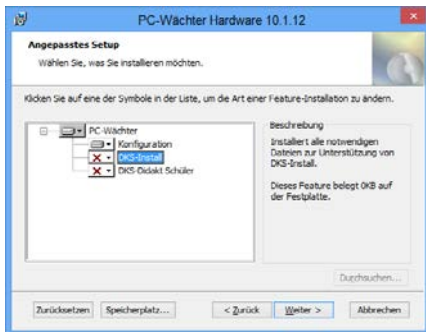 PC-Wächter Hardware 10.1.12
Angepasstes Setup
Wählen Sie, was Sie installieren möchten.
Klicken Sie auf eine der Symbole in der Liste, um die Art einer Feature-Installation zu ändern.
PC-Wächter
Konfiguration
DKS-Install
DKS-Didakt Schüler
Beschreibung
Installiert alle notwendigen
Dateien zur Unterstützung von
DKS-Install.
Dieses Feature belegt 0KB auf
der Festplatte.
Durchsuchen...
Zurücksetzen
Speicherplatz...
< Zurück
Weiter >
Abbrechen